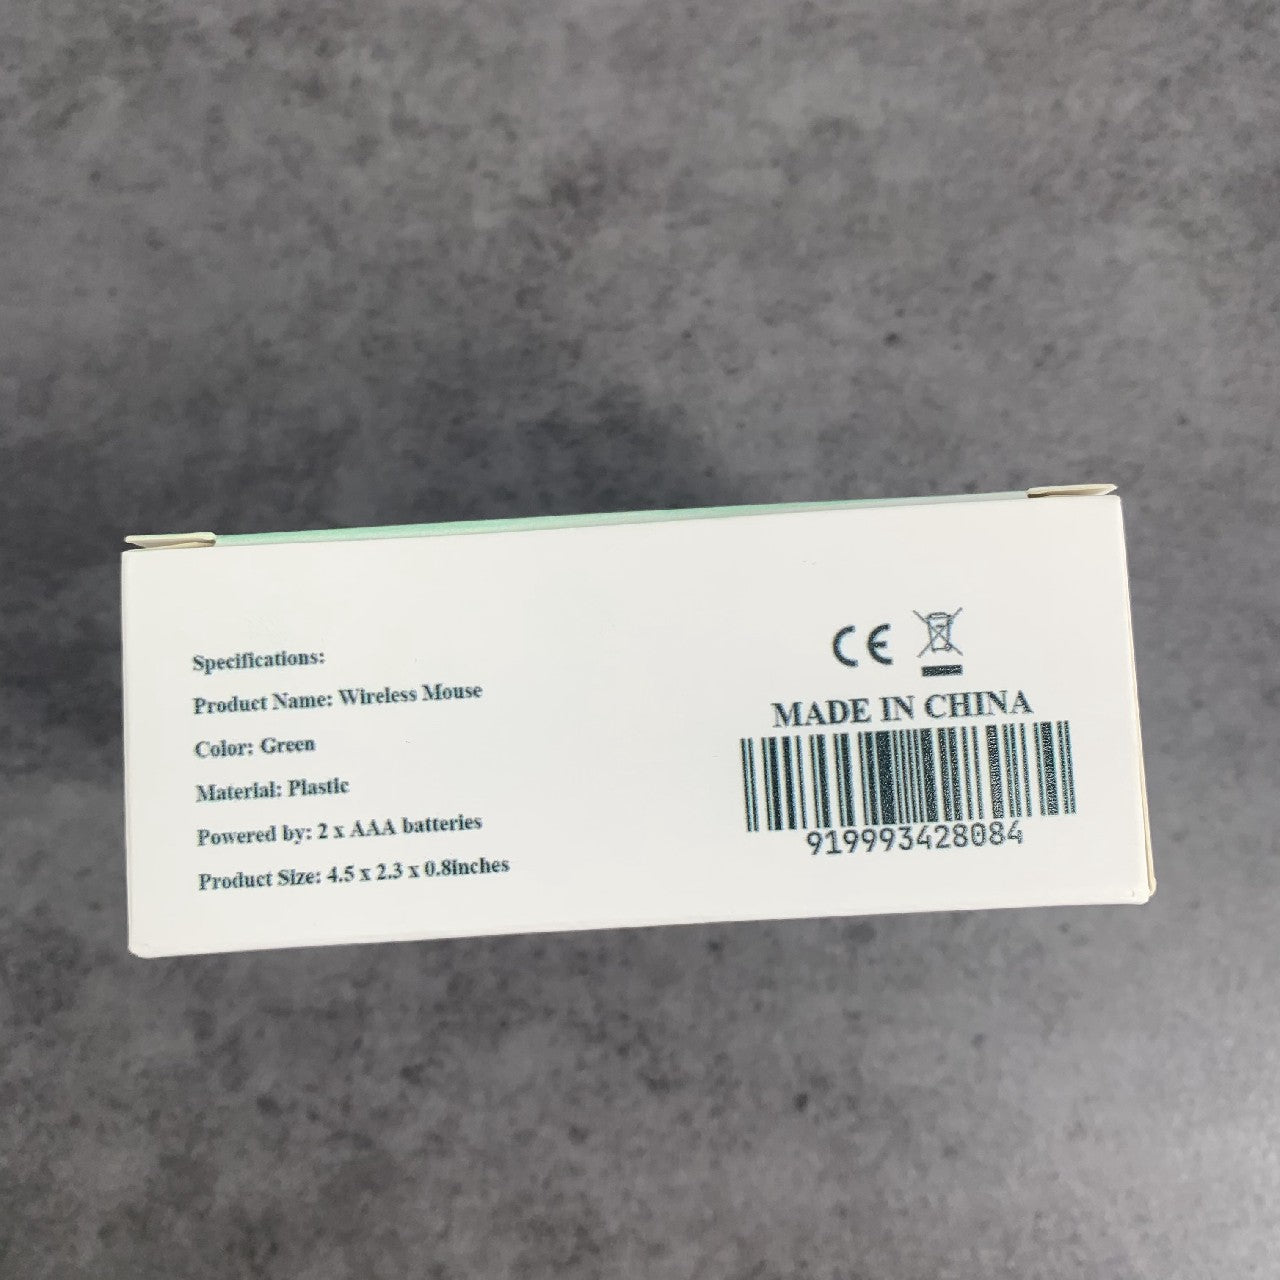 Specifications:
Product Name: Wireless Mouse
Color: Green
Material: Plastic
Powered by: 2 x AAA batteries
Product Size: 4.5 x 2.3 x 0.8inches
CE
MADE IN CHINA
919993428084